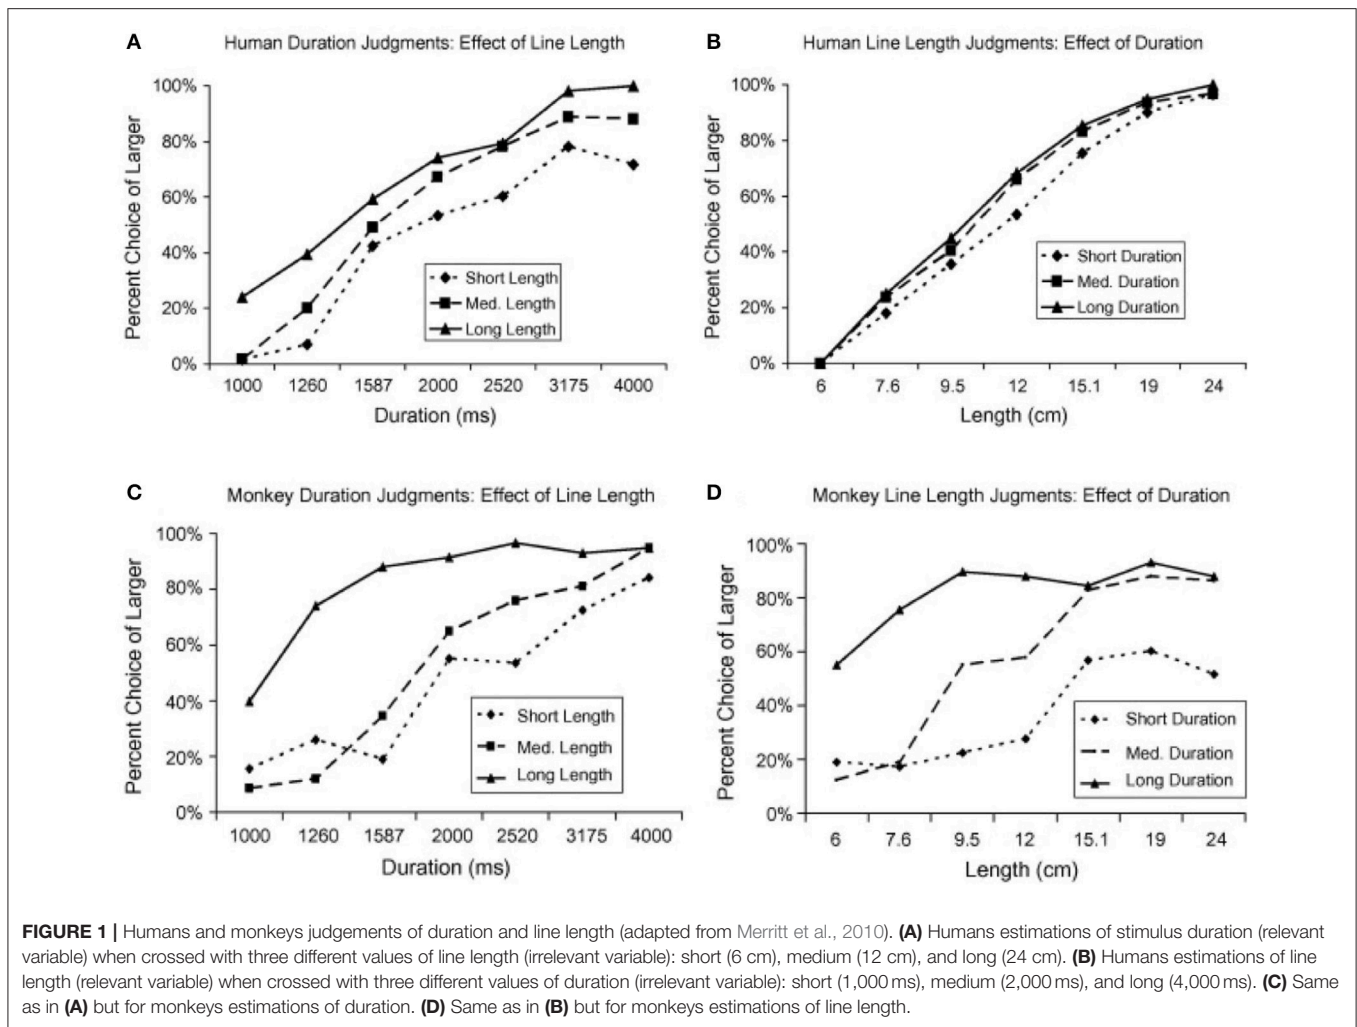 A
Human Duration Judgments: Effect of Line Length
Percent Choice of Larger
100%
80%
60%
40%
20%
0%
Short Length
Med. Length
Long Length
1000 1260 1587 2000 2520 3175 4000
Duration (ms)
B
Human Line Length Judgments: Effect of Duration
Percent Choice of Larger
100%
80%
60%
40%
20%
0%
Short Duration
Med. Duration
Long Duration
6 7.6 9.5 12 15.1 19 24
Length (cm)
C
Monkey Duration Judgments: Effect of Line Length
Percent Choice of Larger
100%
80%
60%
40%
20%
0%
Short Length
Med. Length
Long Length
1000 1260 1587 2000 2520 3175 4000
Duration (ms)
D
Monkey Line Length Jugments: Effect of Duration
Percent Choice of Larger
100%
80%
60%
40%
20%
0%
Short Duration
Med. Duration
Long Duration
6 7.6 9.5 12 15.1 19 24
Length (cm)
FIGURE 1 | Humans and monkeys judgements of duration and line length (adapted from Merritt et al., 2010). (A) Humans estimations of stimulus duration (relevant
variable) when crossed with three different values of line length (irrelevant variable): short (6 cm), medium (12 cm), and long (24 cm). (B) Humans estimations of line
length (relevant variable) when crossed with three different values of duration (irrelevant variable): short (1,000 ms), medium (2,000 ms), and long (4,000 ms). (C) Same
as in (A) but for monkeys estimations of duration. (D) Same as in (B) but for monkeys estimations of line length.